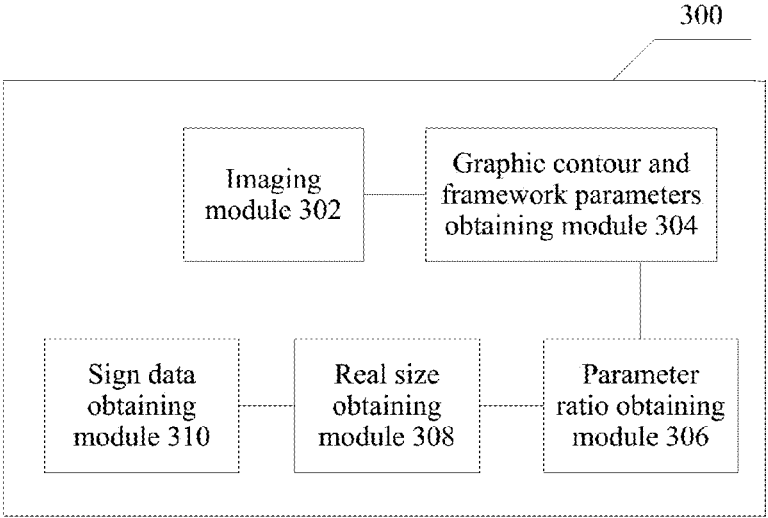 300
Imaging
module 302
Graphic contour and
framework parameters
obtaining module 304
Sign data
obtaining
module 310
Real size
obtaining
module 308
Parameter
ratio obtaining
module 306